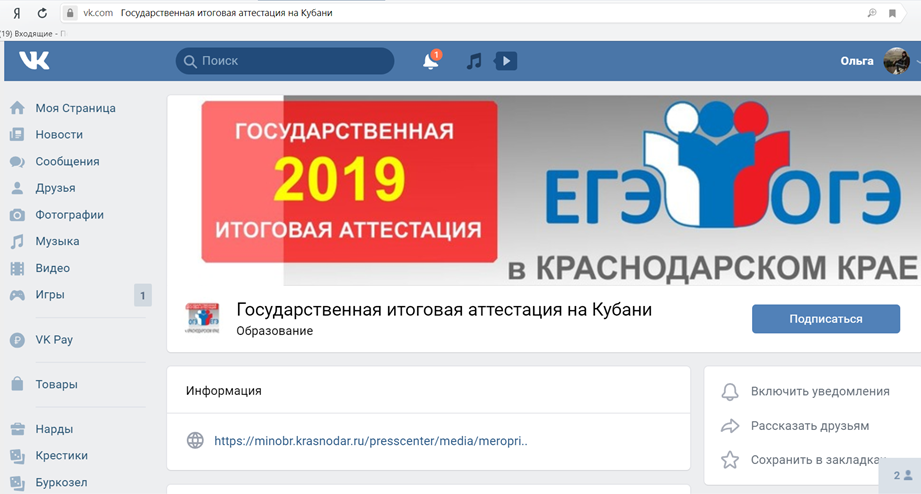 Я
vk.com Государственная итоговая аттестация на Кубани
19) Входящие -
VK
Поиск
1
Ольга
Моя Страница
Новости
Сообщения
Друзья
Фотографии
Музыка
Видео
Игры 1
VK Pay
Товары
Нарды
Крестики
Буркозел
ГОСУДАРСТВЕННАЯ
2019
ИТОГОВАЯ АТТЕСТАЦИЯ
ЕГЭ ОГЭ
в КРАСНОДАРСКОМ КРАЕ
Государственная итоговая аттестация на Кубани
Образование
Подписаться
Информация
https://minobr.krasnodar.ru/presscenter/media/meropri..
Включить уведомления
Рассказать друзьям
Сохранить в закладках
2